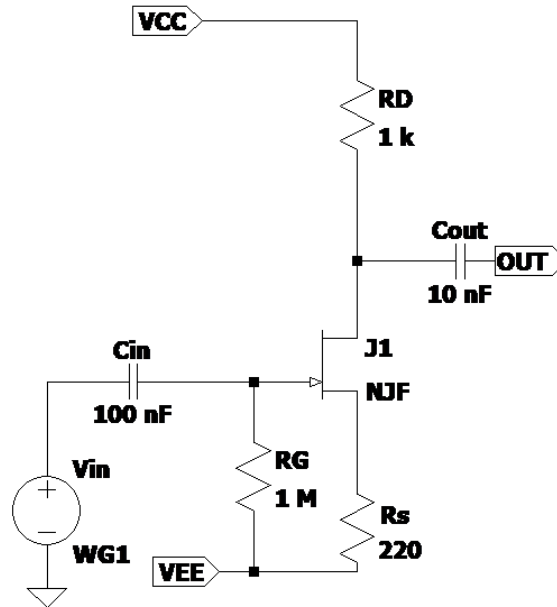 VCC
RD
1 k
Cout
OUT
10 nF
Cin
J1
100 nF
NJF
Vin
RG
1 M
Rs
WG1
220
VEE